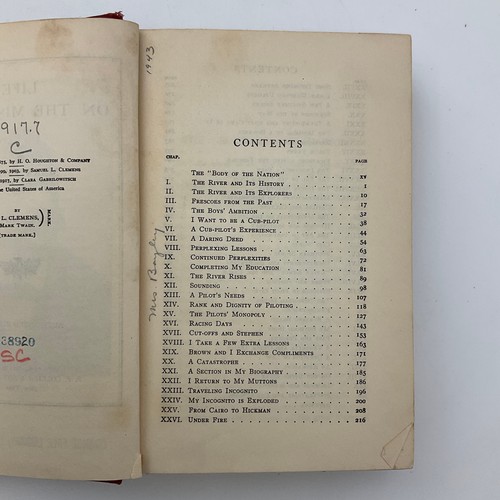 917.7
C
1875, by H. O. Houghton & Company
1903, by Samuel L. Clemens
1917, by Clara Gabrilowitsch
the United States of America
BY
L. CLEMENS,
MARK TWAIN.
[TRADE MARK.]
MARK.
38920
SC
1943
Mrs Bagley
CONTENTS
CHAP. PAGE
The "Body of the Nation" . . . xv
I. The River and Its History . . . 1
II. The River and Its Explorers . . . 10
III. Frescoes from the Past . . . 17
IV. The Boys' Ambition . . . 32
V. I Want to be a Cub-pilot . . . 38
VI. A Cub-pilot's Experience . . . 44
VII. A Daring Deed . . . 54
VIII. Perplexing Lessons . . . 63
IX. Continued Perplexities . . . 72
X. Completing My Education . . . 81
XI. The River Rises . . . 89
XII. Sounding . . . 98
XIII. A Pilot's Needs . . . 107
XIV. Rank and Dignity of Piloting . . . 118
XV. The Pilots' Monopoly . . . 127
XVI. Racing Days . . . 143
XVII. Cut-offs and Stephen . . . 153
XVIII. I Take a Few Extra Lessons . . . 163
XIX. Brown and I Exchange Compliments . . . 171
XX. A Catastrophe . . . 177
XXI. A Section in My Biography . . . 185
XXII. I Return to My Muttons . . . 186
XXIII. Traveling Incognito . . . 196
XXIV. My Incognito is Exploded . . . 200
XXV. From Cairo to Hickman . . . 208
XXVI. Under Fire . . . 216